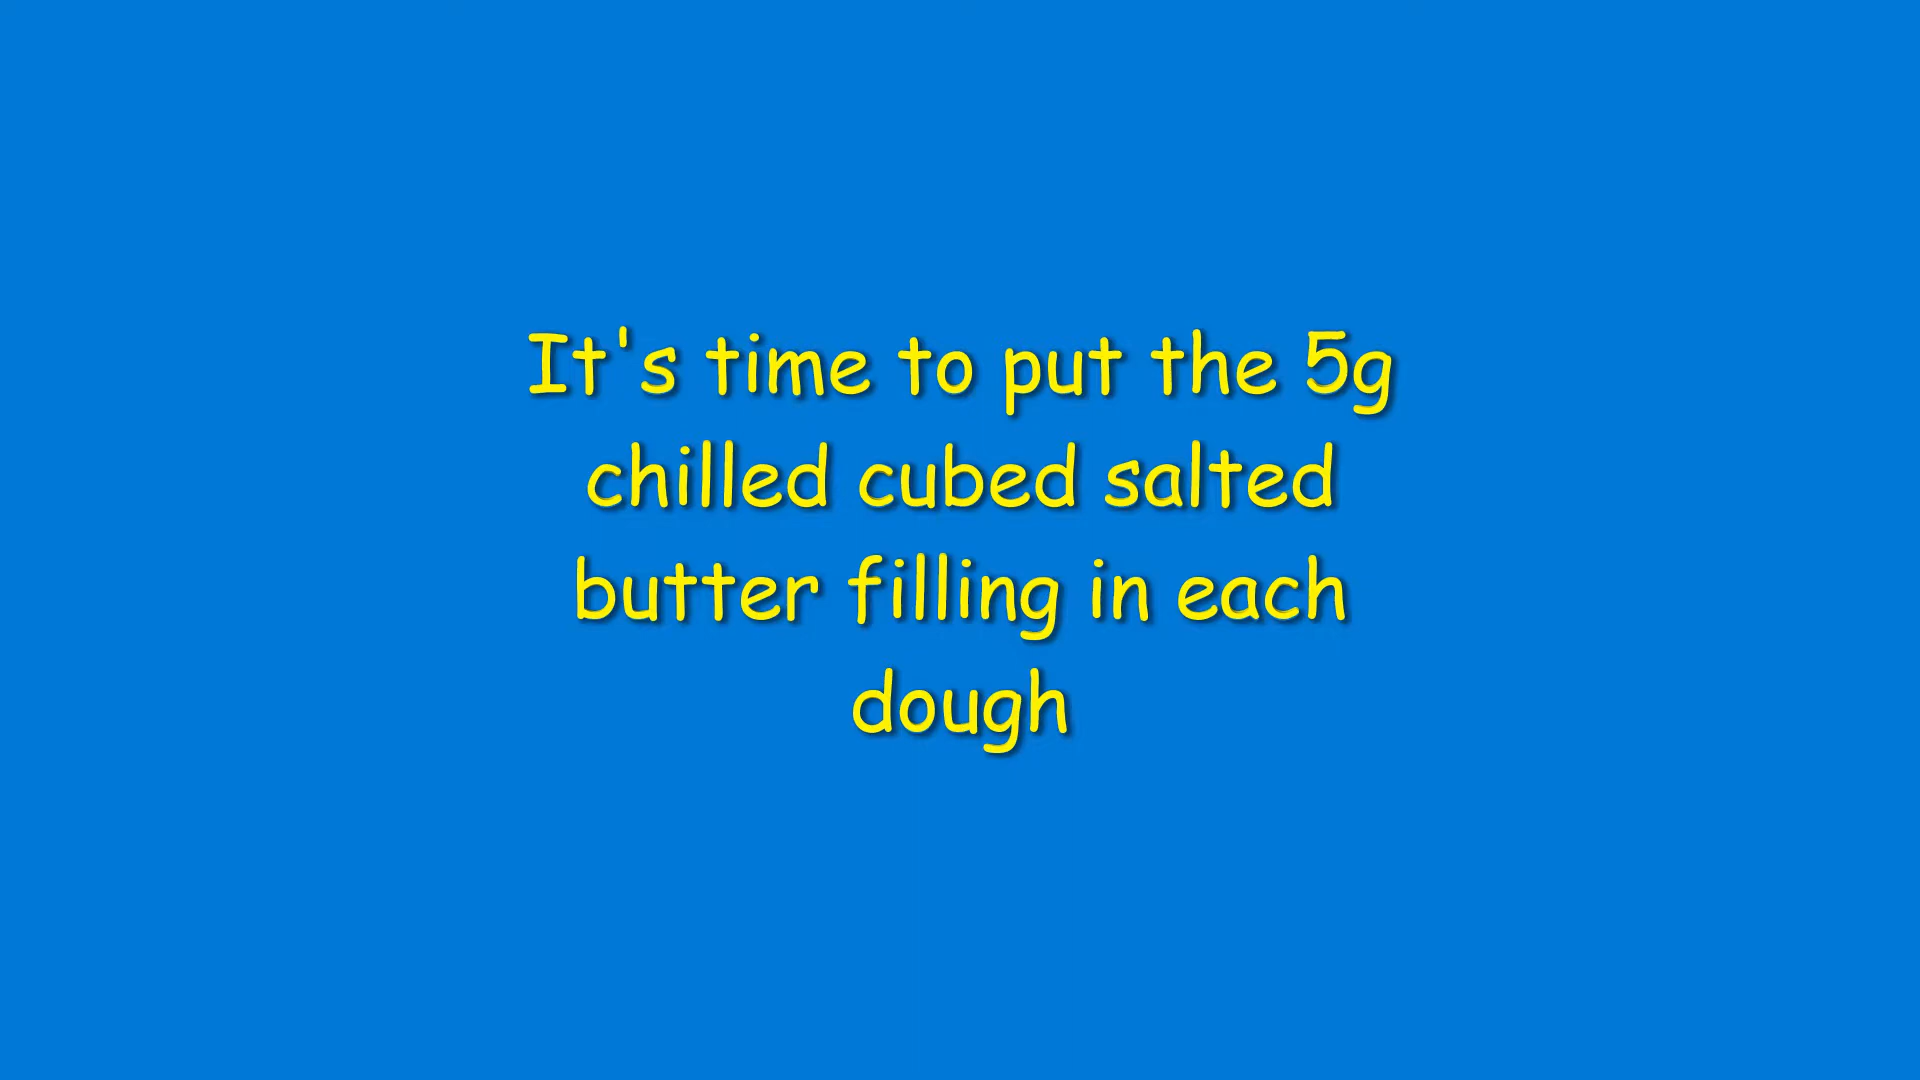 It's time to put the 5g
chilled cubed salted
butter filling in each
dough